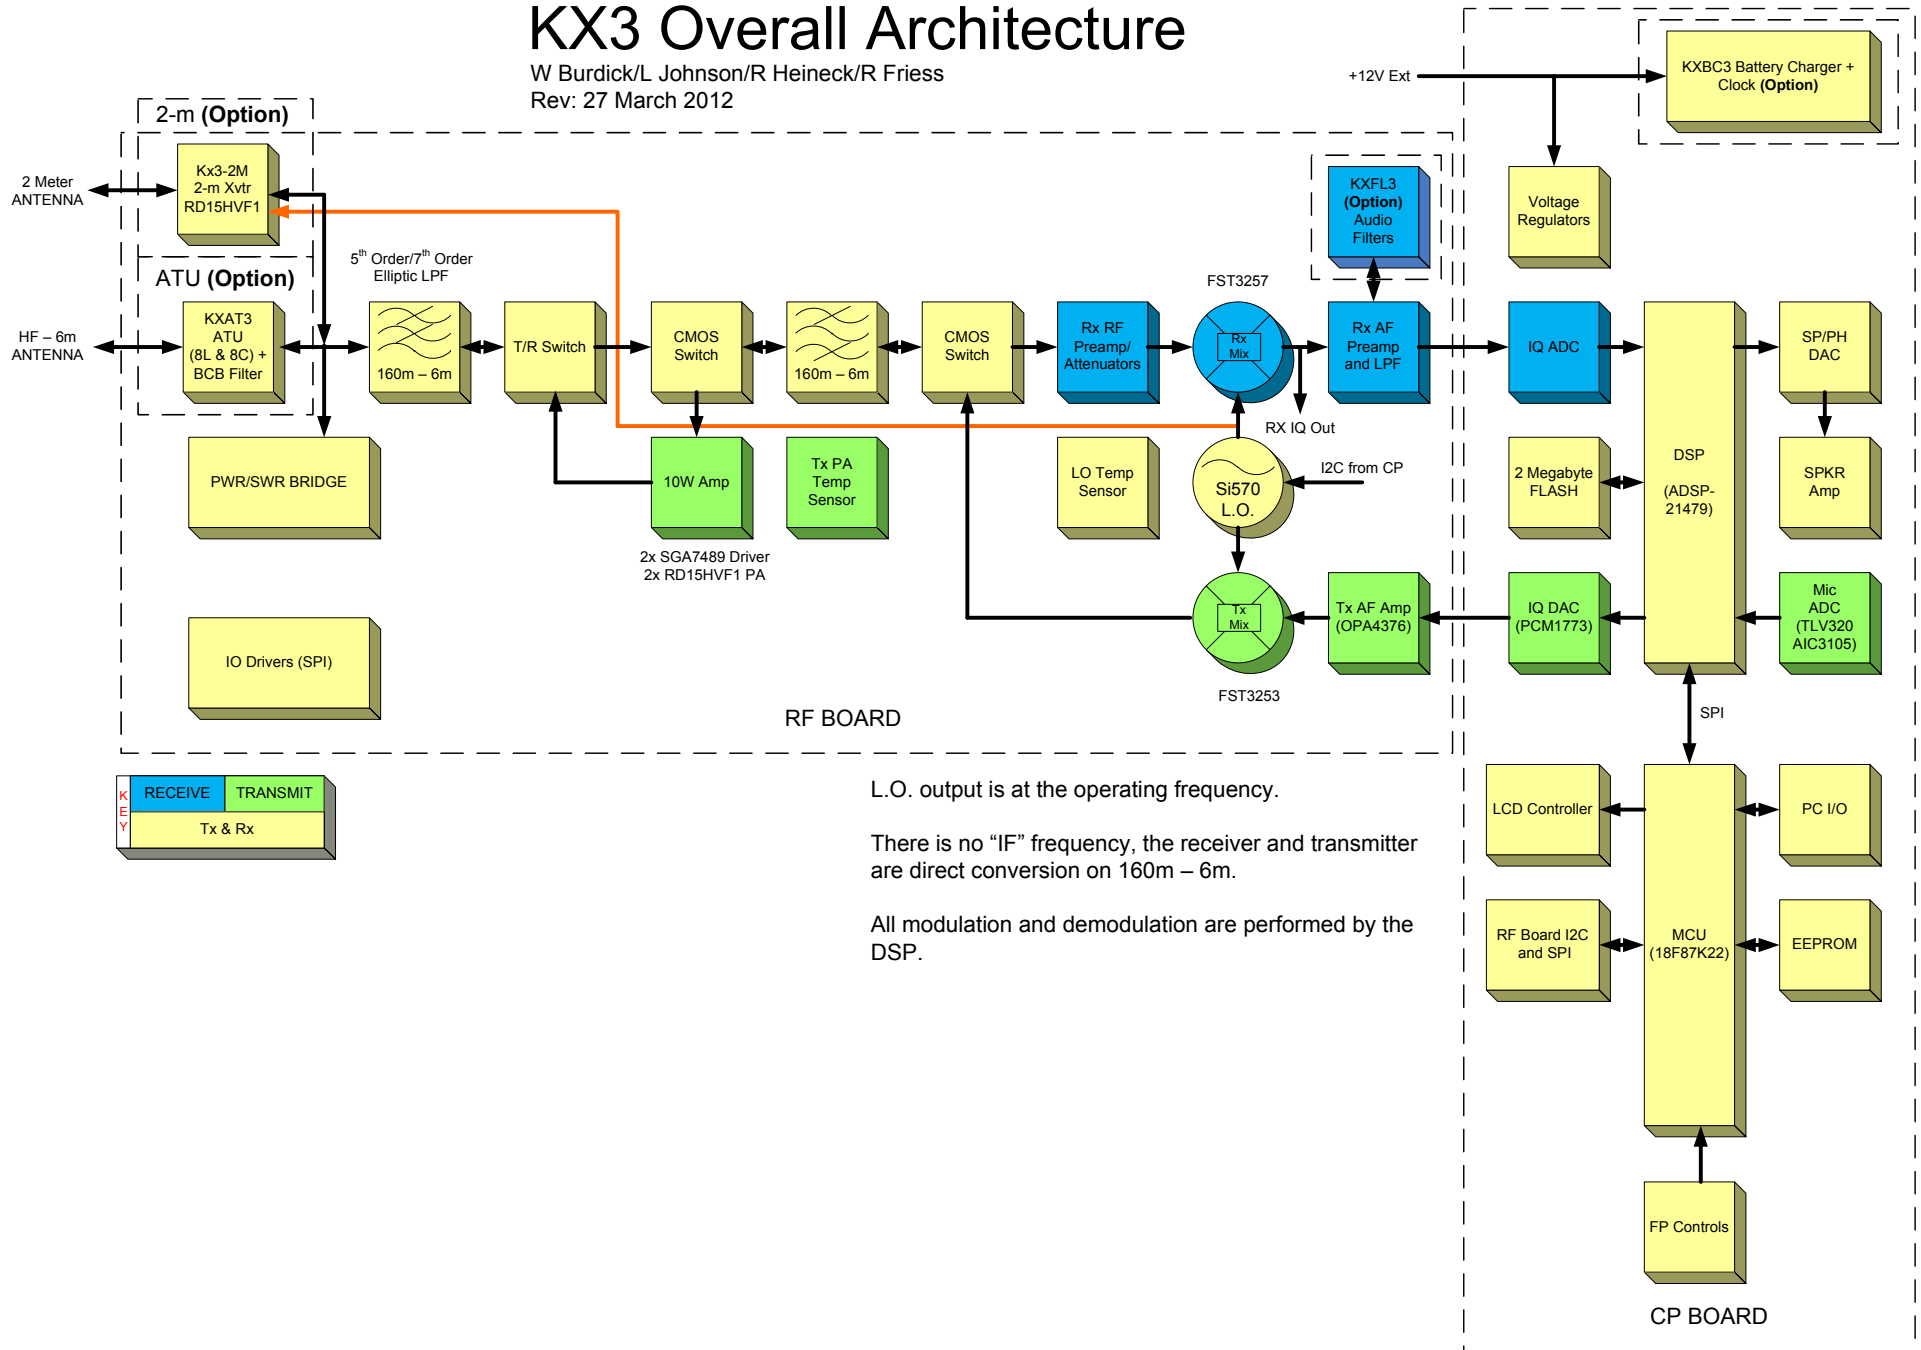 KX3 Overall Architecture
W Burdick/L Johnson/R Heineck/R Friess
Rev: 27 March 2012
+12V Ext
KXBC3 Battery Charger +
Clock (Option)
2-m (Option)
2 Meter
ANTENNA
Kx3-2M
2-m Xvtr
RD15HVF1
KXFL3
(Option)
Audio
Filters
Voltage
Regulators
ATU (Option)
5th Order/7th Order
Elliptic LPF
FST3257
HF – 6m
ANTENNA
KXAT3
ATU
(8L & 8C) +
BCB Filter
160m – 6m
T/R Switch
CMOS
Switch
160m – 6m
CMOS
Switch
Rx RF
Preamp/
Attenuators
Rx
Mix
Rx AF
Preamp
and LPF
IQ ADC
SP/PH
DAC
RX IQ Out
PWR/SWR BRIDGE
10W Amp
Tx PA
Temp
Sensor
LO Temp
Sensor
Si570
L.O.
I2C from CP
2 Megabyte
FLASH
DSP
(ADSP-
21479)
SPKR
Amp
2x SGA7489 Driver
2x RD15HVF1 PA
IO Drivers (SPI)
Tx
Mix
Tx AF Amp
(OPA4376)
IQ DAC
(PCM1773)
Mic
ADC
(TLV320
AIC3105)
FST3253
RF BOARD
SPI
KEY
RECEIVE
TRANSMIT
Tx & Rx
L.O. output is at the operating frequency.
There is no “IF” frequency, the receiver and transmitter
are direct conversion on 160m – 6m.
All modulation and demodulation are performed by the
DSP.
LCD Controller
PC I/O
RF Board I2C
and SPI
MCU
(18F87K22)
EEPROM
FP Controls
CP BOARD